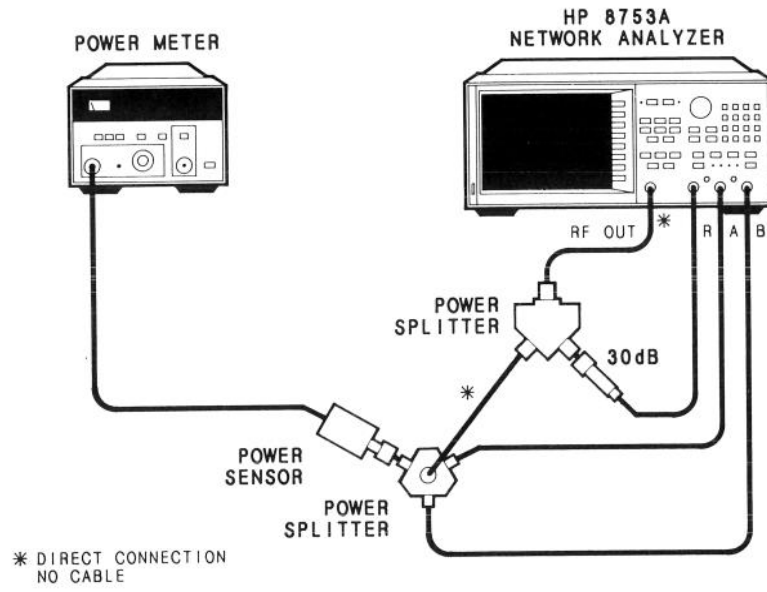 HP 8753A
NETWORK ANALYZER
POWER METER
RF OUT
*
R A B
POWER
SPLITTER
30dB
*
POWER
SENSOR
POWER
SPLITTER
* DIRECT CONNECTION
NO CABLE